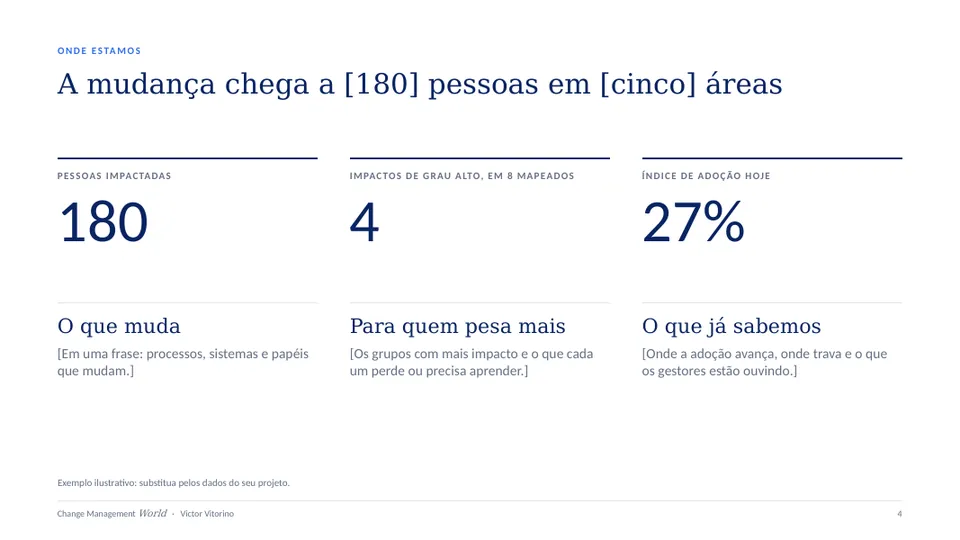 ONDE ESTAMOS
A mudança chega a [180] pessoas em [cinco] áreas
PESSOAS IMPACTADAS
180
IMPACTOS DE GRAU ALTO, EM 8 MAPEADOS
4
ÍNDICE DE ADOÇÃO HOJE
27%
O que muda
[Em uma frase: processos, sistemas e papéis
que mudam.]
Para quem pesa mais
[Os grupos com mais impacto e o que cada
um perde ou precisa aprender.]
O que já sabemos
[Onde a adoção avança, onde trava e o que
os gestores estão ouvindo.]
Exemplo ilustrativo: substitua pelos dados do seu projeto.
Change Management World · Victor Vitorino
4